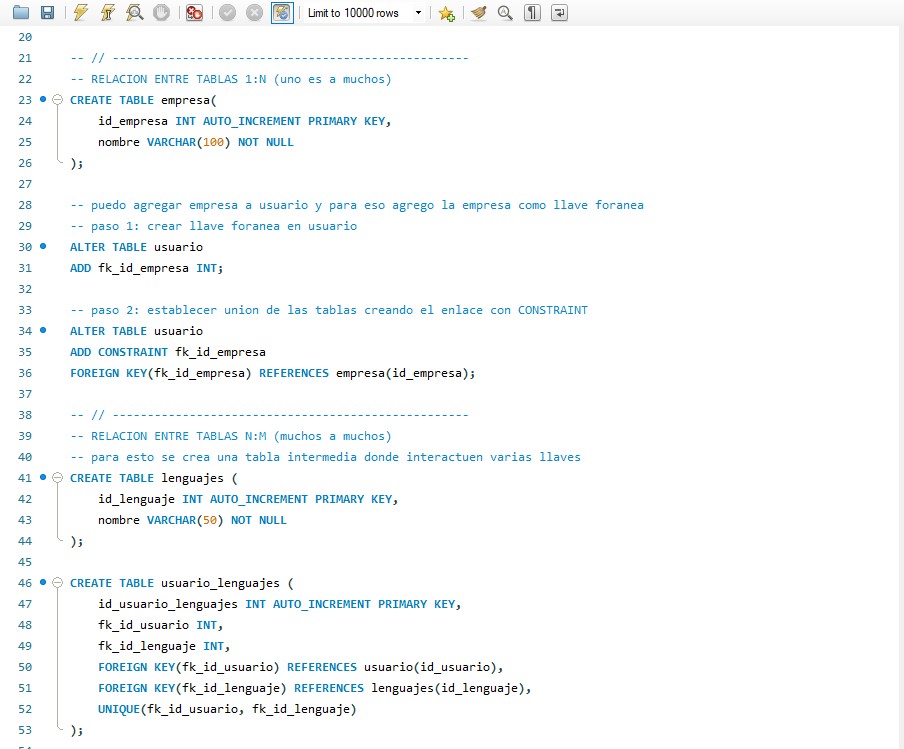 Limit to 10000 rows
20
21 -- // ---------------------------------------------------
22 -- RELACION ENTRE TABLAS 1:N (uno es a muchos)
23 CREATE TABLE empresa(
24 id_empresa INT AUTO_INCREMENT PRIMARY KEY,
25 nombre VARCHAR(100) NOT NULL
26 );
27
28 -- puedo agregar empresa a usuario y para eso agrego la empresa como llave foranea
29 -- paso 1: crear llave foranea en usuario
30 ALTER TABLE usuario
31 ADD fk_id_empresa INT;
32
33 -- paso 2: establecer union de las tablas creando el enlace con CONSTRAINT
34 ALTER TABLE usuario
35 ADD CONSTRAINT fk_id_empresa
36 FOREIGN KEY(fk_id_empresa) REFERENCES empresa(id_empresa);
37
38 -- // ---------------------------------------------------
39 -- RELACION ENTRE TABLAS N:M (muchos a muchos)
40 -- para esto se crea una tabla intermedia donde interactuen varias llaves
41 CREATE TABLE lenguajes (
42 id_lenguaje INT AUTO_INCREMENT PRIMARY KEY,
43 nombre VARCHAR(50) NOT NULL
44 );
45
46 CREATE TABLE usuario_lenguajes (
47 id_usuario_lenguajes INT AUTO_INCREMENT PRIMARY KEY,
48 fk_id_usuario INT,
49 fk_id_lenguaje INT,
50 FOREIGN KEY(fk_id_usuario) REFERENCES usuario(id_usuario),
51 FOREIGN KEY(fk_id_lenguaje) REFERENCES lenguajes(id_lenguaje),
52 UNIQUE(fk_id_usuario, fk_id_lenguaje)
53 );